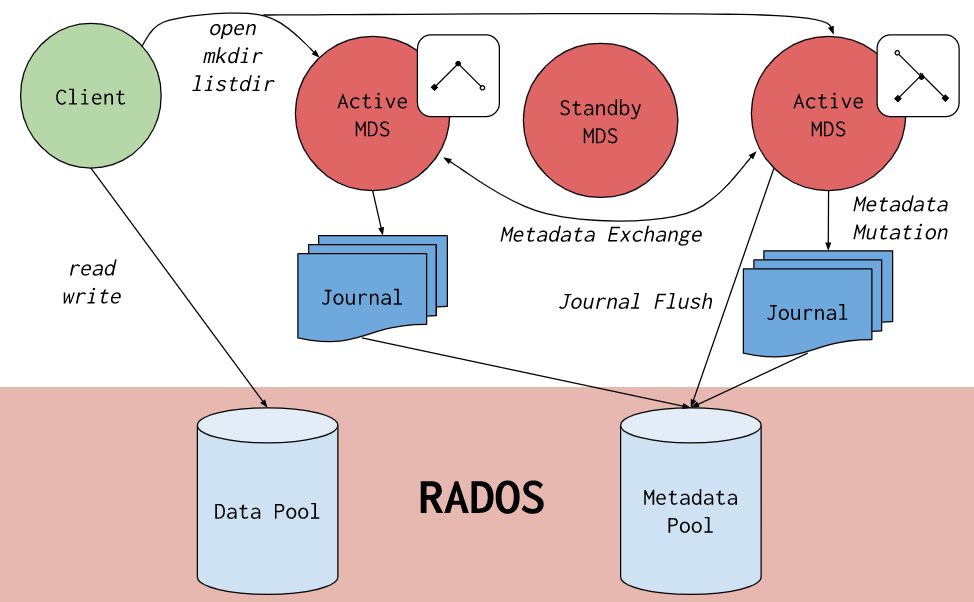 open
mkdir
listdir
Client
Active
MDS
Standby
MDS
Active
MDS
Metadata
Mutation
Metadata Exchange
read
write
Journal
Journal Flush
Journal
RADOS
Data Pool
Metadata
Pool